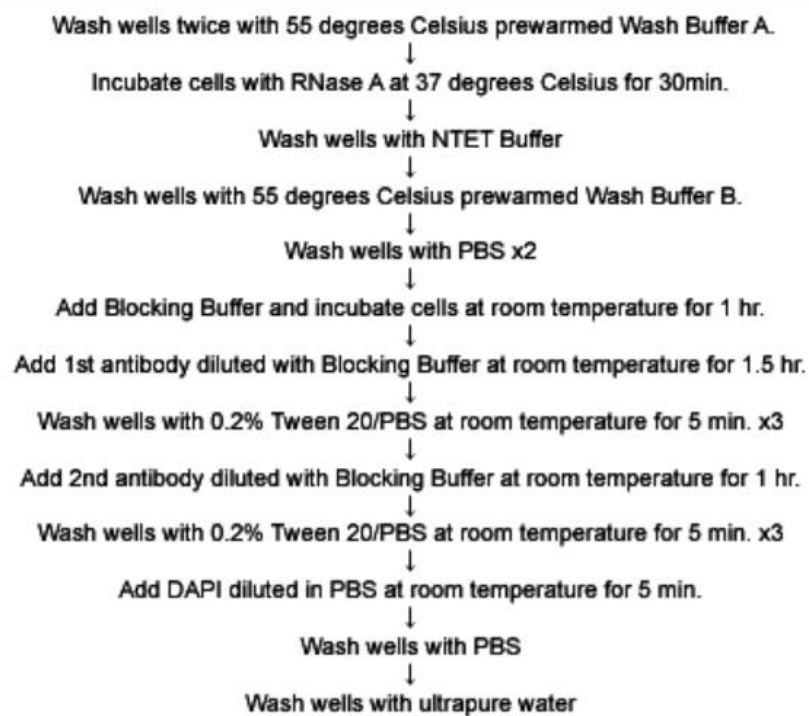 Wash wells twice with 55 degrees Celsius prewarmed Wash Buffer A.
↓
Incubate cells with RNase A at 37 degrees Celsius for 30min.
↓
Wash wells with NTET Buffer
↓
Wash wells with 55 degrees Celsius prewarmed Wash Buffer B.
↓
Wash wells with PBS x2
↓
Add Blocking Buffer and incubate cells at room temperature for 1 hr.
↓
Add 1st antibody diluted with Blocking Buffer at room temperature for 1.5 hr.
↓
Wash wells with 0.2% Tween 20/PBS at room temperature for 5 min. x3
↓
Add 2nd antibody diluted with Blocking Buffer at room temperature for 1 hr.
↓
Wash wells with 0.2% Tween 20/PBS at room temperature for 5 min. x3
↓
Add DAPI diluted in PBS at room temperature for 5 min.
↓
Wash wells with PBS
↓
Wash wells with ultrapure water